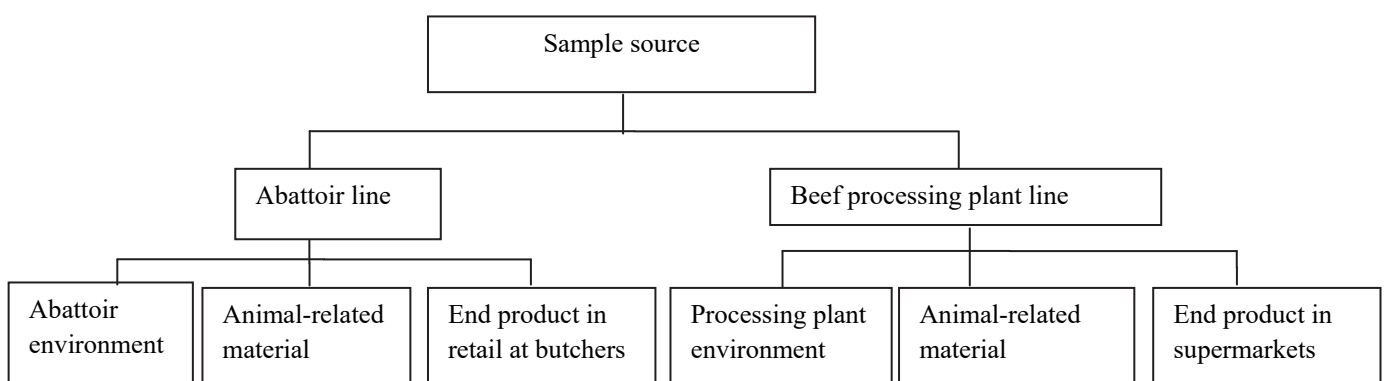 Sample source
Abattoir line
Beef processing plant line
Abattoir
environment
Animal-related
material
End product in
retail at butchers
Processing plant
environment
Animal-related
material
End product in
supermarkets